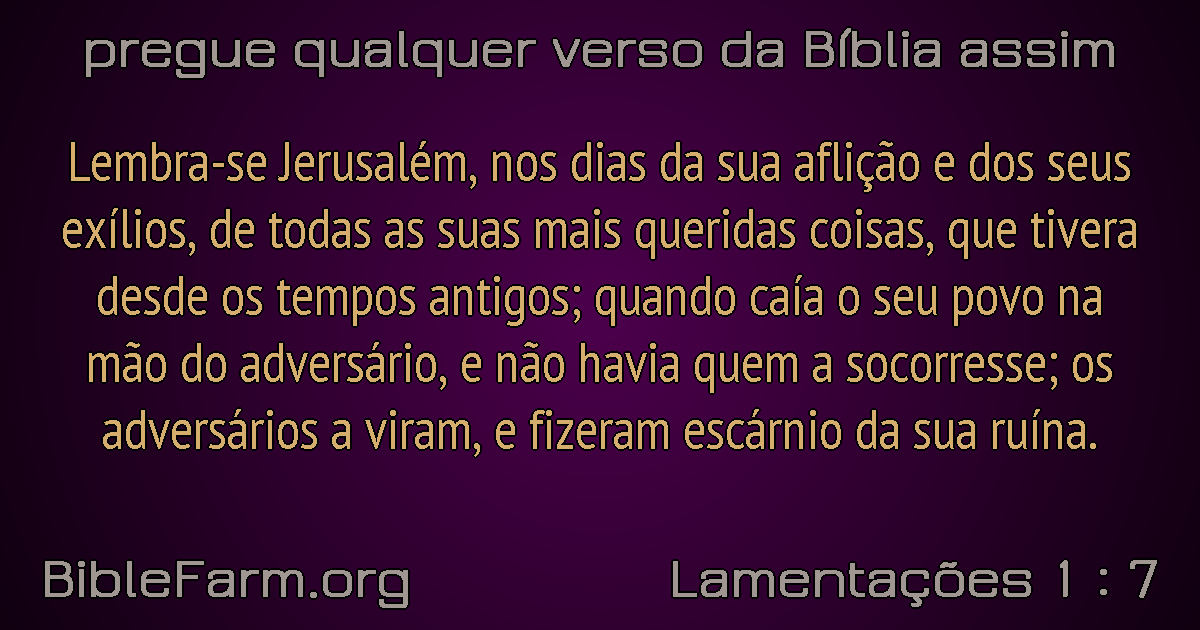 pregue qualquer verso da Bíblia assim
Lembra-se Jerusalém, nos dias da sua aflição e dos seus
exílios, de todas as suas mais queridas coisas, que tivera
desde os tempos antigos; quando caía o seu povo na
mão do adversário, e não havia quem a socorresse; os
adversários a viram, e fizeram escárnio da sua ruína.
BibleFarm.org
Lamentações 1 : 7